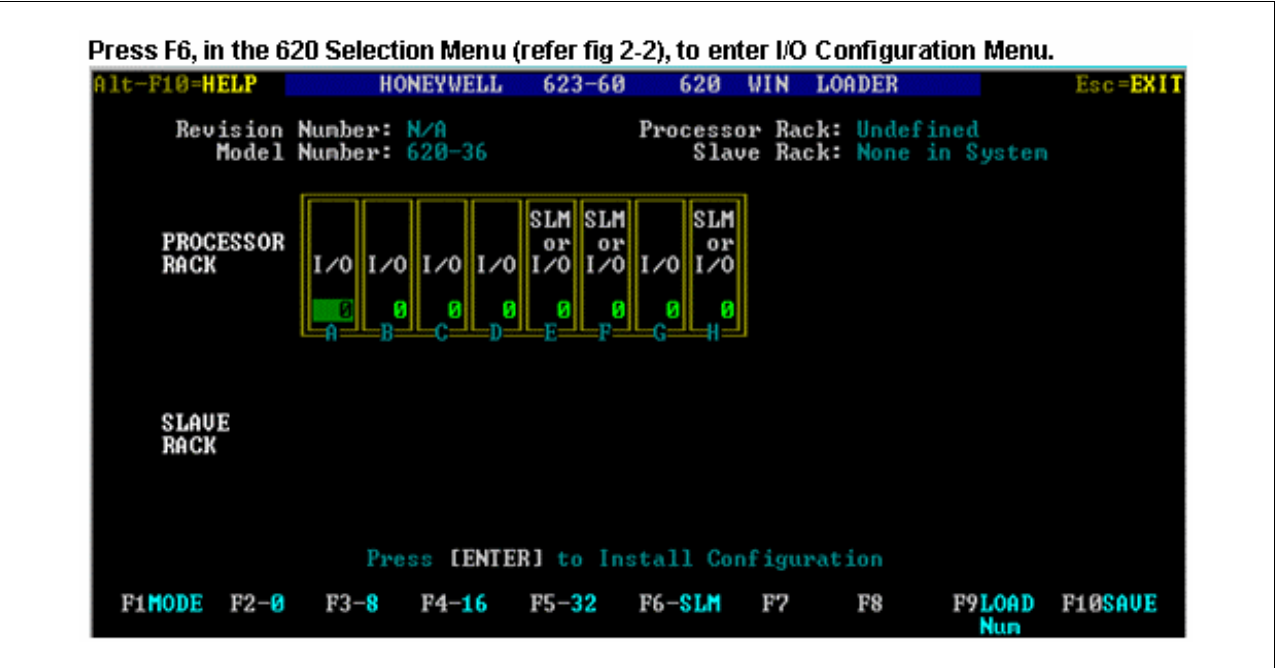 Press F6, in the 620 Selection Menu (refer fig 2-2), to enter I/O Configuration Menu.
Alt-F10=HELP HONEYWELL 623-60 620 WIN LOADER Esc=EXIT
Revision Number: N/A Processor Rack: Undefined
Model Number: 620-36 Slave Rack: None in System
SLM SLM SLM
PROCESSOR or or or
RACK I/O I/O I/O I/O I/O I/O I/O I/O
0 0 0 0 0 0 0 0
A B C D E F G H
SLAVE
RACK
Press [ENTER] to Install Configuration
F1MODE F2-0 F3-8 F4-16 F5-32 F6-SLM F7 F8 F9LOAD F10SAVE
Num